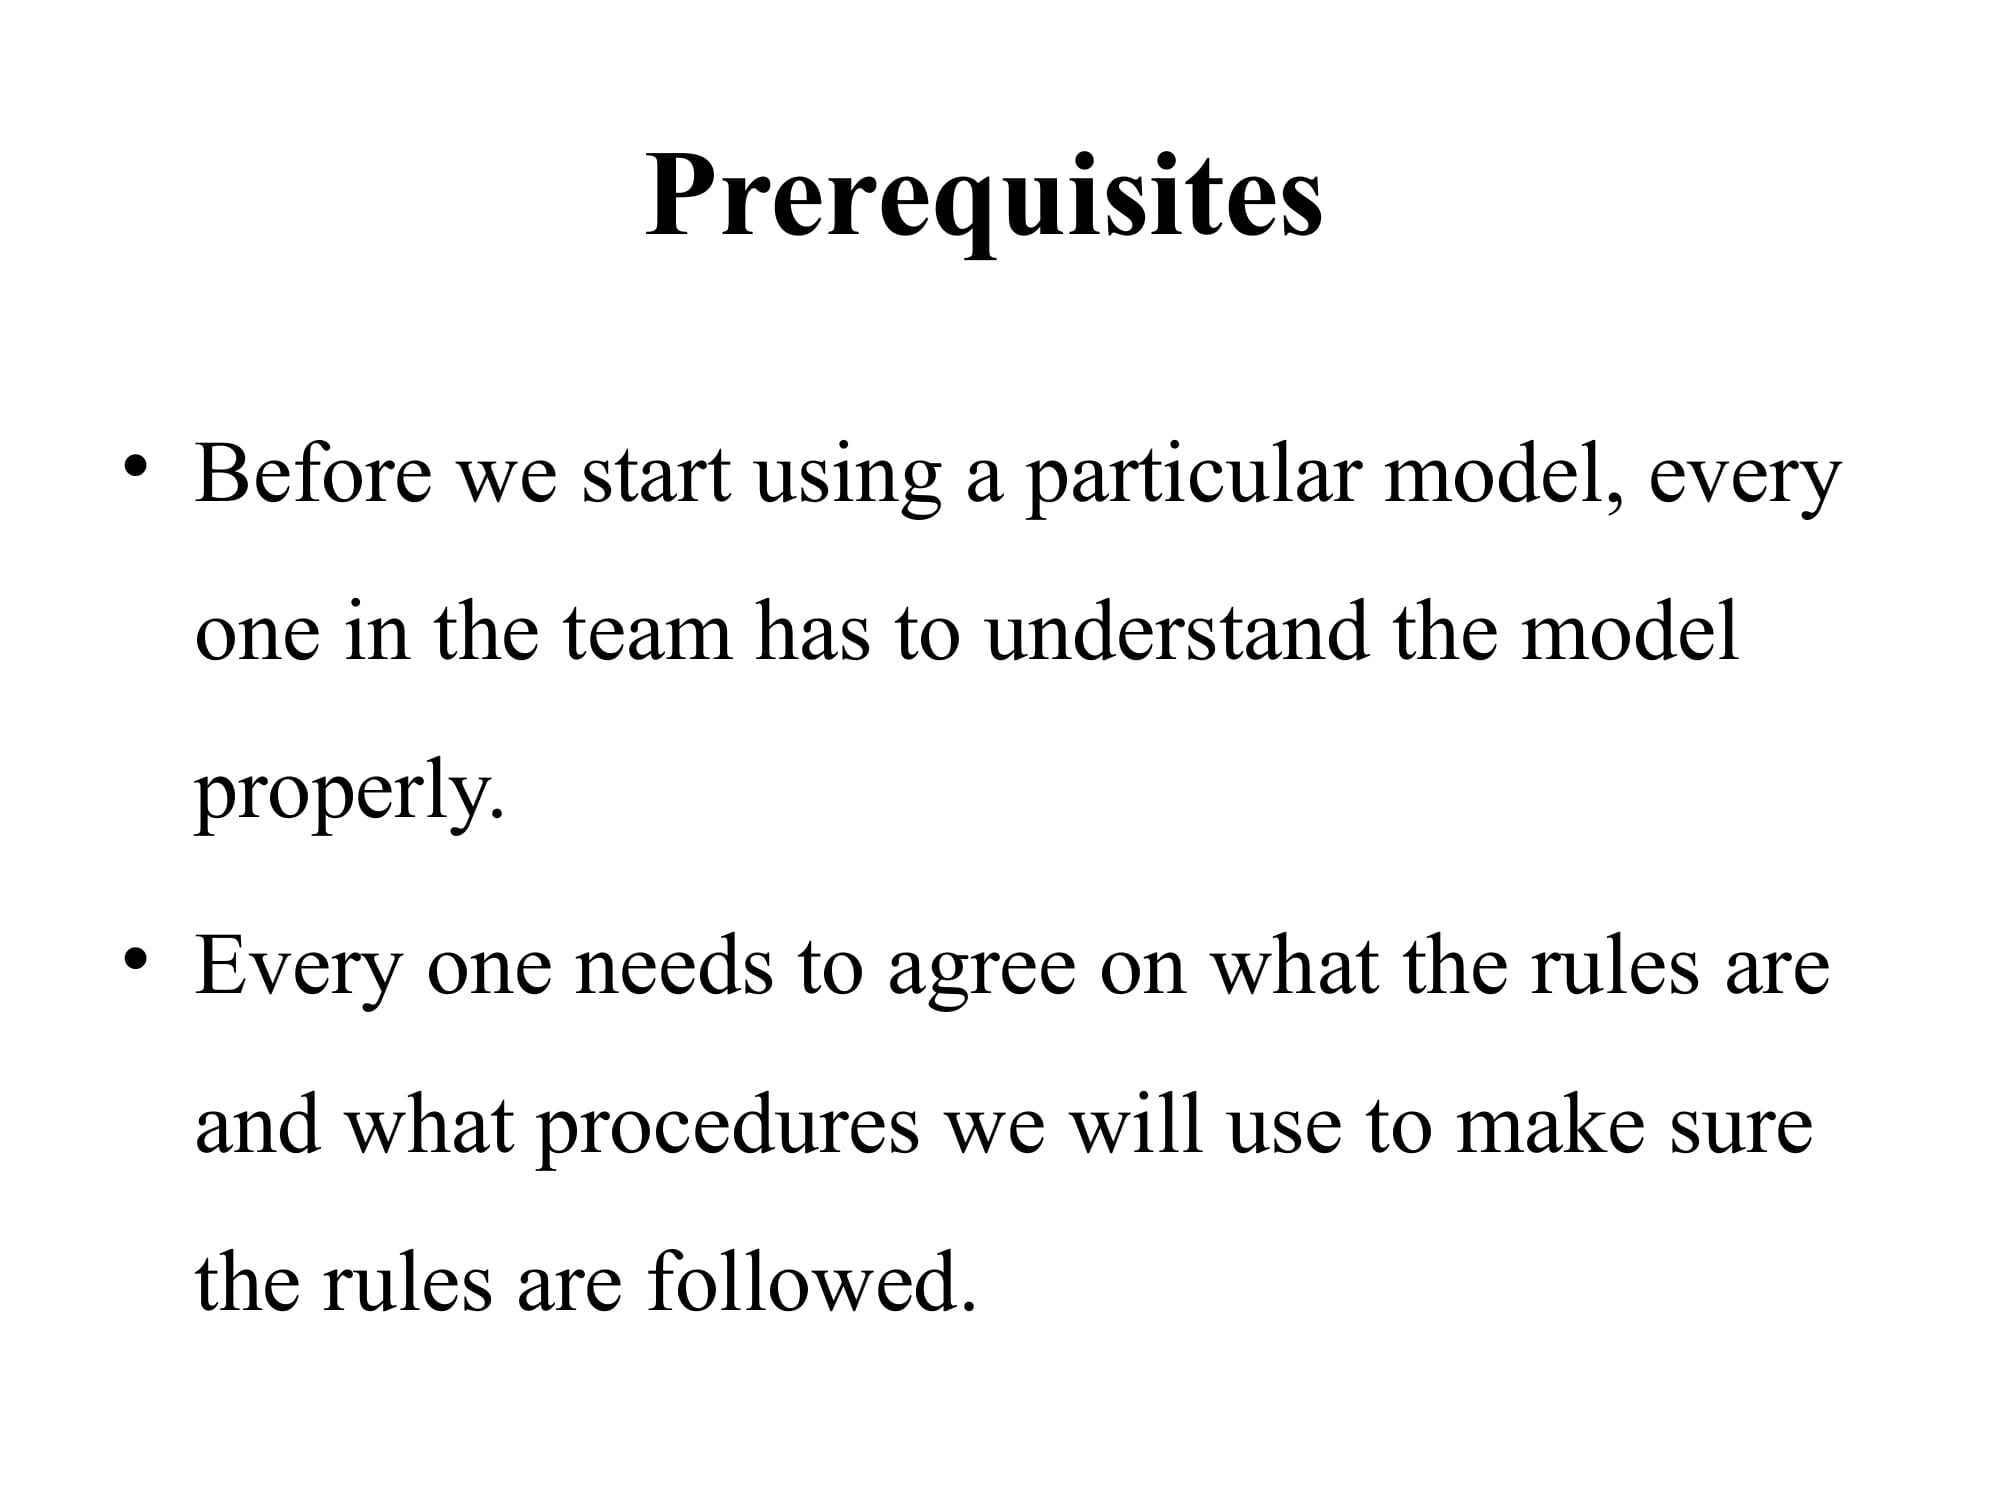 Prerequisites
• Before we start using a particular model, every
one in the team has to understand the model
properly.
• Every one needs to agree on what the rules are
and what procedures we will use to make sure
the rules are followed.